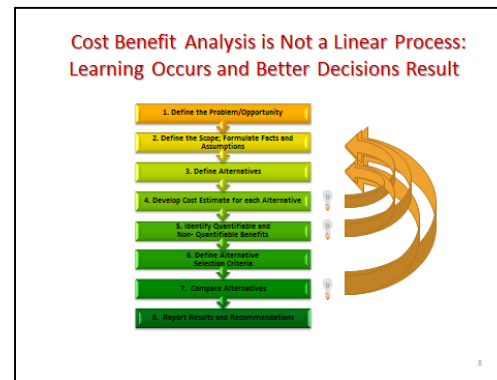 Cost Benefit Analysis is Not a Linear Process:
Learning Occurs and Better Decisions Result
1. Define the Problem/Opportunity
2. Define the Scope; Formulate Facts and
Assumptions
3. Define Alternatives
4. Develop Cost Estimate for each Alternative
5. Identify Quantifiable and
Non- Quantifiable Benefits
6. Define Alternative
Selection Criteria
7. Compare Alternatives
8. Report Results and Recommendations
8